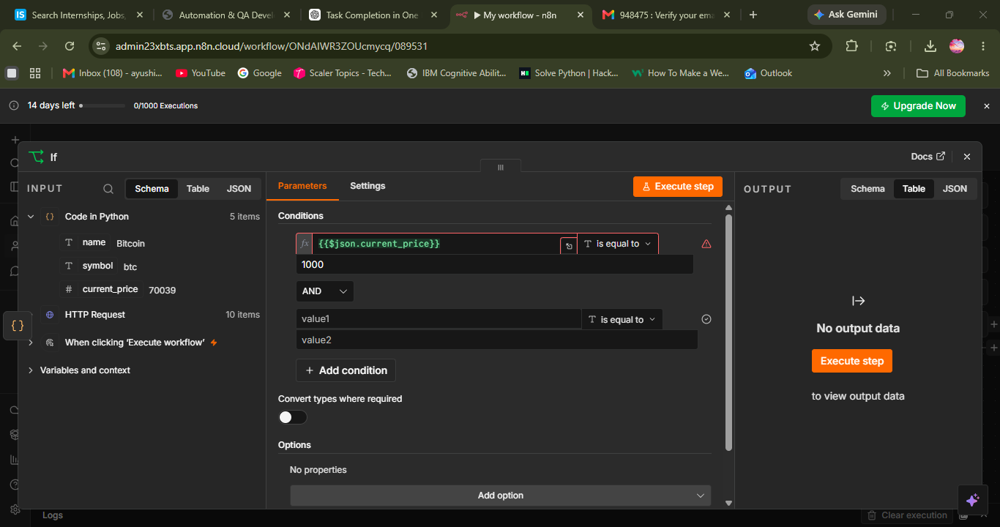 Search Internships, Jobs,
Automation & QA Devel
Task Completion in One
My workflow - n8n
948475 : Verify your ema
Ask Gemini
admin23xbts.app.n8n.cloud/workflow/ONdAIWR3ZOUcmycq/089531
Inbox (108) - ayushi...
YouTube
Google
Scaler Topics - Tech...
IBM Cognitive Abilit...
Solve Python | Hack...
How To Make a We...
Outlook
All Bookmarks
14 days left
0/1000 Executions
Upgrade Now
If
Docs
INPUT
Schema
Table
JSON
Parameters
Settings
Execute step
OUTPUT
Schema
Table
JSON
Code in Python
5 items
T name Bitcoin
T symbol btc
# current_price 70039
HTTP Request
10 items
When clicking ‘Execute workflow’
Variables and context
Conditions
fx {{$json.current_price}}
T is equal to
1000
AND
value1
T is equal to
value2
+ Add condition
Convert types where required
Options
No properties
Add option
No output data
Execute step
to view output data
Logs
Clear execution